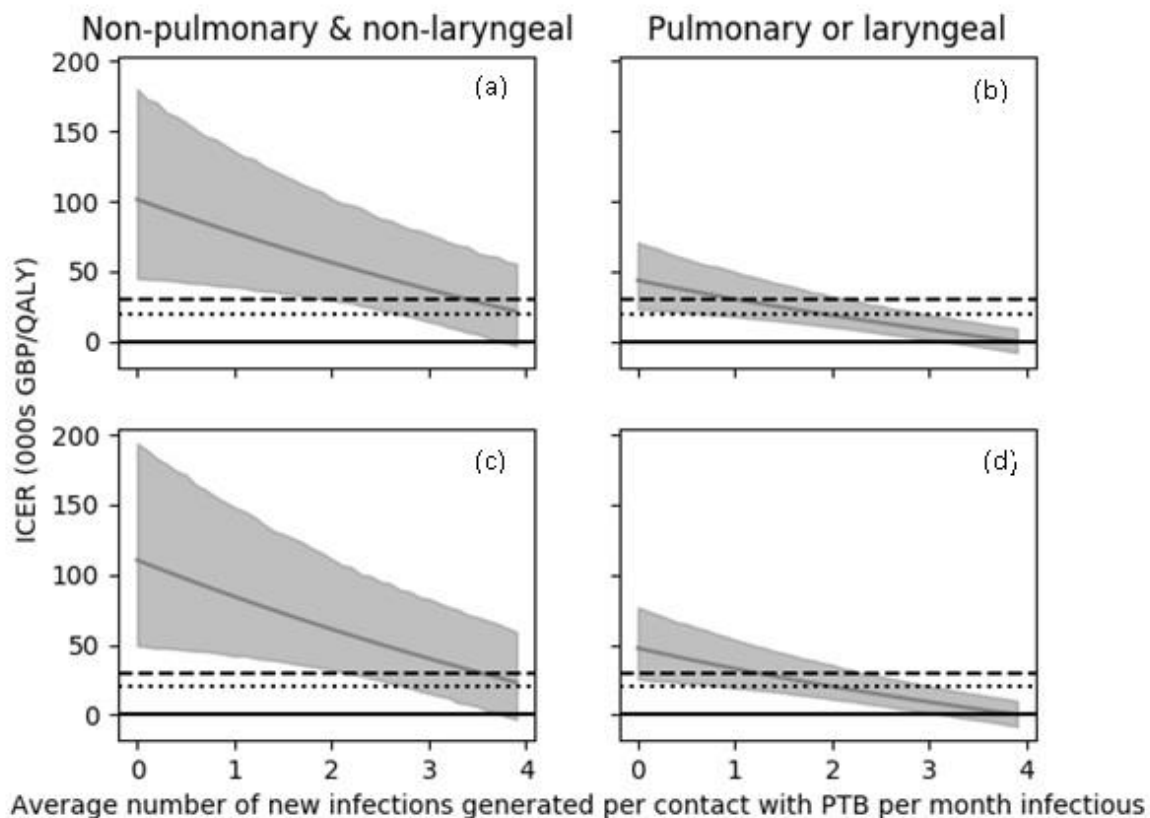 Non-pulmonary & non-laryngeal
Pulmonary or laryngeal
ICER (000s GBP/QALY)
200
150
100
50
0
(a)
(b)
200
150
100
50
0
(c)
(d)
0 1 2 3 4
0 1 2 3 4
Average number of new infections generated per contact with PTB per month infectious